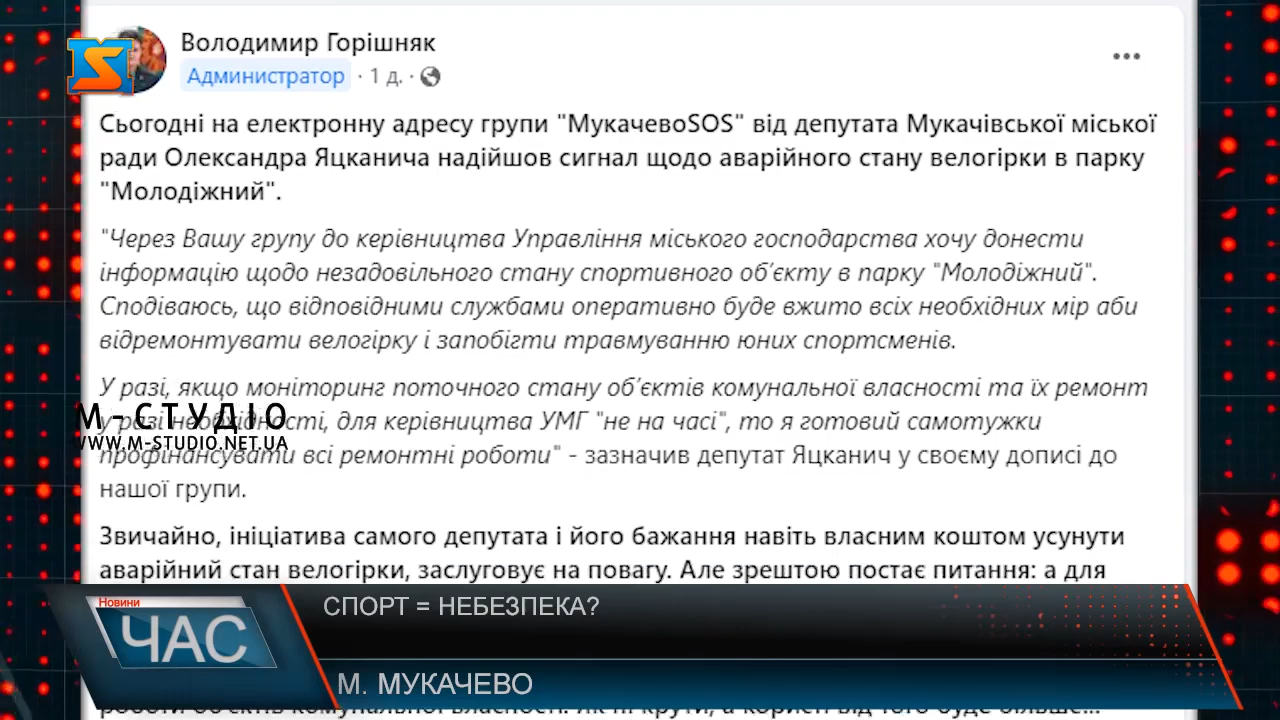 Володимир Горішняк
Администратор · 1 д. ·
Сьогодні на електронну адресу групи "МукачевоSOS" від депутата Мукачівської міської
ради Олександра Яцканича надійшов сигнал щодо аварійного стану велогірки в парку
"Молодіжний".
"Через Вашу групу до керівництва Управління міського господарства хочу донести
інформацію щодо незадовільного стану спортивного об'єкту в парку "Молодіжний".
Сподіваюсь, що відповідними службами оперативно буде вжито всіх необхідних мір аби
відремонтувати велогірку і запобігти травмуванню юних спортсменів.
У разі, якщо моніторинг поточного стану об'єктів комунальної власності та їх ремонт
М-СТУДІО
у разі необхідності, для керівництва УМГ "не на часі", то я готовий самотужки
WWW.M-STUDIO.NET.UA
профінансувати всі ремонтні роботи" - зазначив депутат Яцканич у своєму дописі до
нашої групи.
Звичайно, ініціатива самого депутата і його бажання навіть власним коштом усунути
аварійний стан велогірки, заслуговує на повагу. Але зрештою постає питання: а для
Новини
ЧАС
СПОРТ = НЕБЕЗПЕКА?
М. МУКАЧЕВО